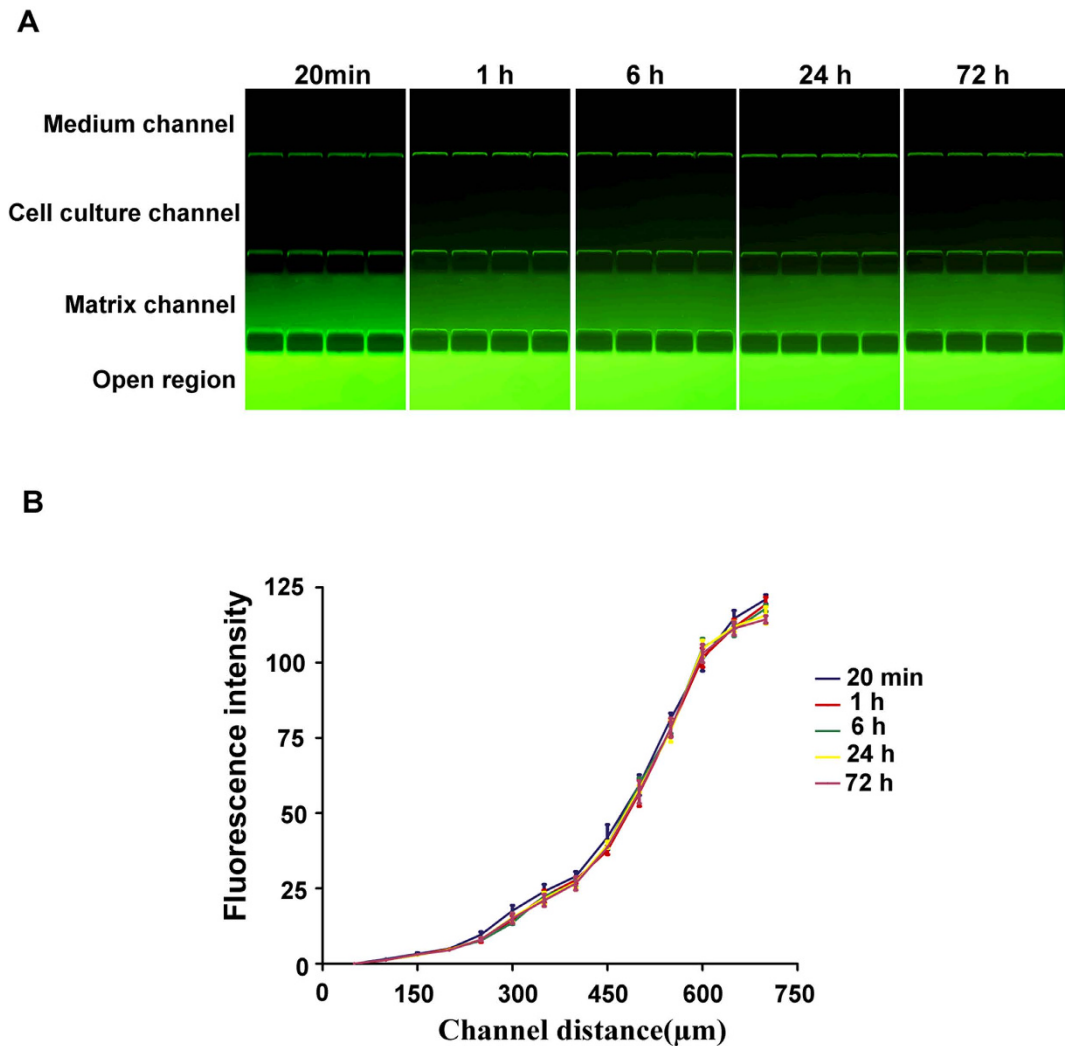 A
20min 1 h 6 h 24 h 72 h
Medium channel
Cell culture channel
Matrix channel
Open region
B
Fluorescence intensity
125
100
75
50
25
0
0 150 300 450 600 750
Channel distance(µm)
20 min
1 h
6 h
24 h
72 h